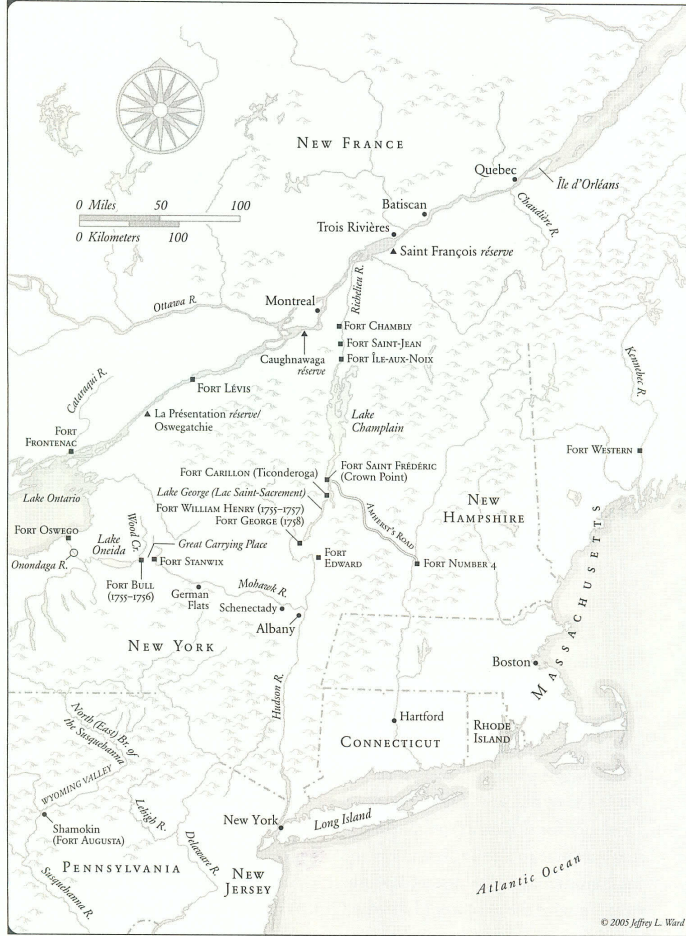 NEW FRANCE
Quebec
Île d'Orléans
Chaudière R.
Batiscan
0 Miles 50 100
0 Kilometers 100
Trois Rivières
Saint François réserve
Richelieu R.
Ottawa R.
Montreal
FORT CHAMBLY
FORT SAINT-JEAN
FORT ÎLE-AUX-NOIX
Caughnawaga
réserve
Kennebec R.
Cataraqui R.
FORT LÉVIS
La Présentation réserve/
Oswegatchie
Lake
Champlain
FORT
FRONTENAC
FORT WESTERN
FORT CARILLON (Ticonderoga)
FORT SAINT FRÉDÉRIC
(Crown Point)
Lake George (Lac Saint-Sacrement)
FORT WILLIAM HENRY (1755–1757)
FORT GEORGE (1758)
Lake Ontario
AMHERST'S ROAD
NEW
HAMPSHIRE
FORT OSWEGO
Lake
Oneida
Wood Cr.
Great Carrying Place
FORT STANWIX
Onondaga R.
FORT BULL
(1755–1756)
FORT
EDWARD
FORT NUMBER 4
German
Flats
Mohawk R.
Schenectady
Albany
MASSACHUSETTS
NEW YORK
Boston
Hudson R.
Hartford
CONNECTICUT
RHODE
ISLAND
North (East) Br. of
the Susquehanna
WYOMING VALLEY
Lehigh R.
Shamokin
(FORT AUGUSTA)
New York
Long Island
Delaware R.
PENNSYLVANIA
NEW
JERSEY
Susquehanna R.
Atlantic Ocean
© 2005 Jeffrey L. Ward